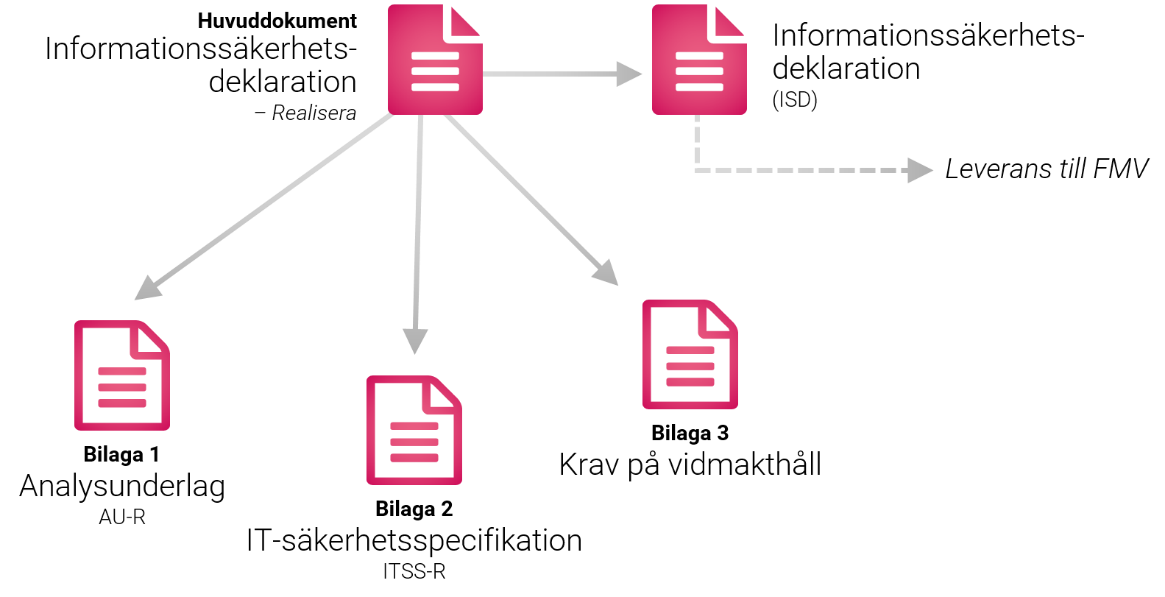 Huvuddokument
Informationssäkerhets-
deklaration
– Realisera
Informationssäkerhets-
deklaration
(ISD)
Leverans till FMV
Bilaga 1
Analysunderlag
AU-R
Bilaga 2
IT-säkerhetsspecifikation
ITSS-R
Bilaga 3
Krav på vidmakthåll